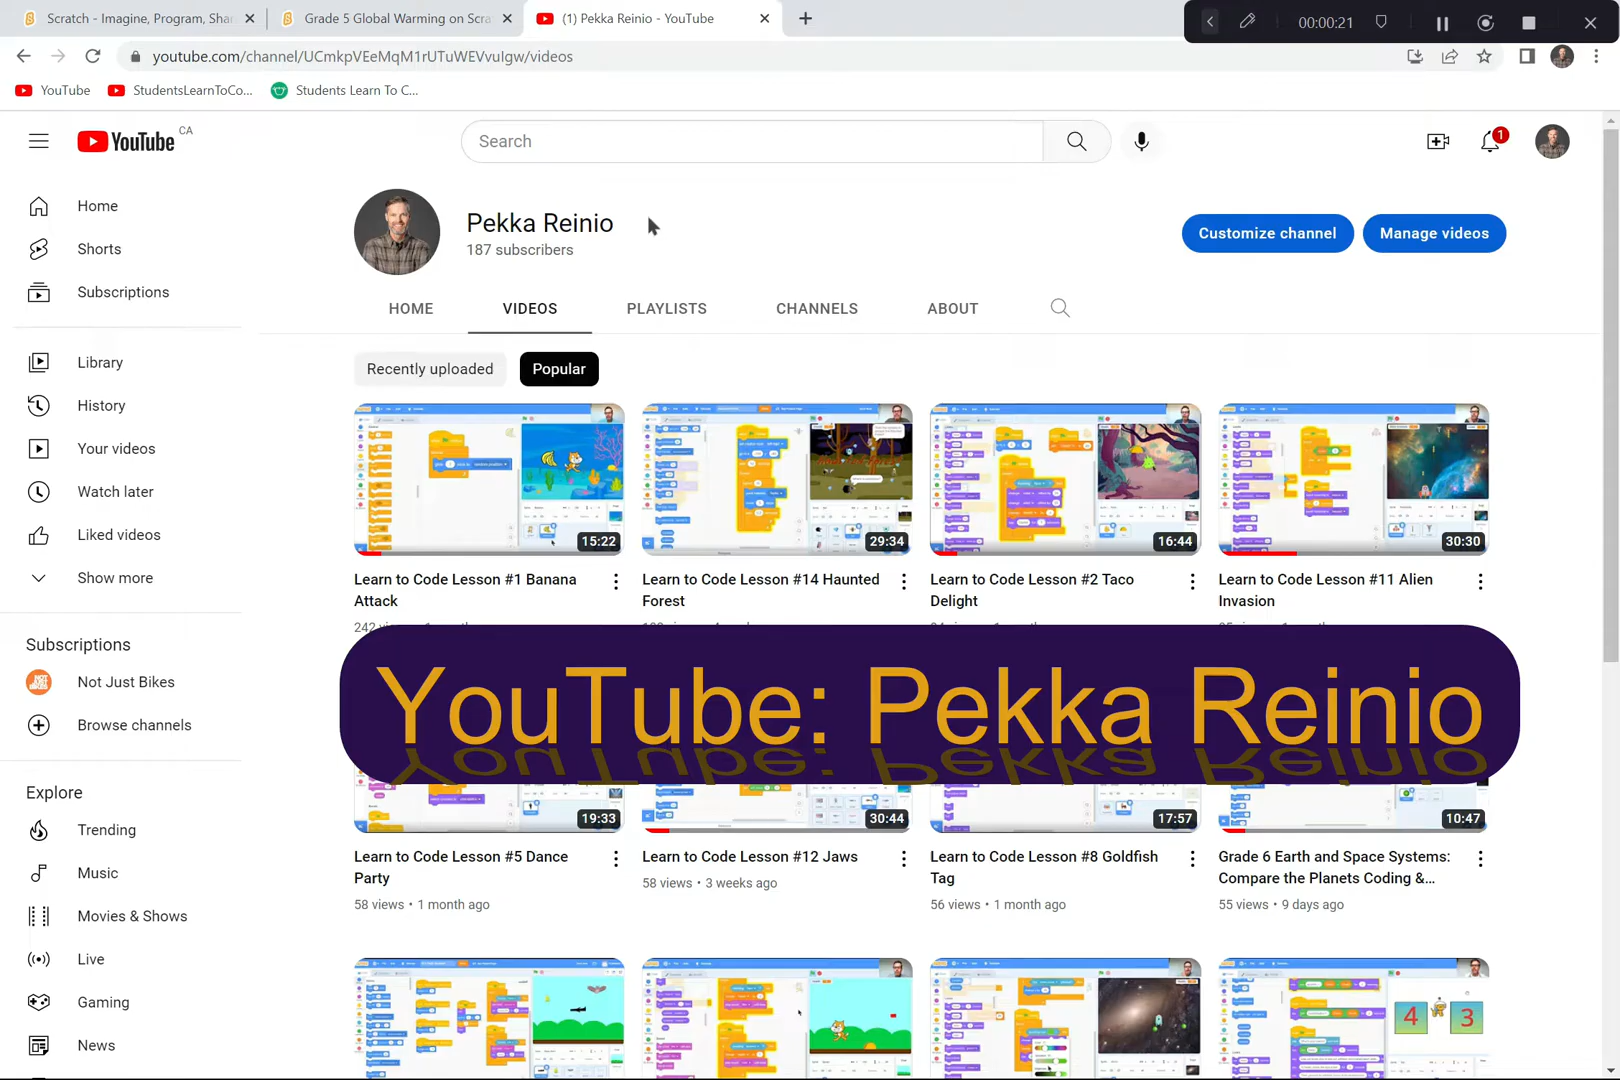 Scratch - Imagine, Program, Sha
Grade 5 Global Warming on Scra
(1) Pekka Reinio - YouTube
00:00:21
youtube.com/channel/UCmkpVEeMqM1rUTuWEVvuIgw/videos
YouTube
StudentsLearnToCo...
Students Learn To C...
YouTube CA
Search
1
Home
Shorts
Subscriptions
Library
History
Your videos
Watch later
Liked videos
Show more
Subscriptions
Not Just Bikes
Browse channels
Explore
Trending
Music
Movies & Shows
Live
Gaming
News
Pekka Reinio
187 subscribers
Customize channel
Manage videos
HOME
VIDEOS
PLAYLISTS
CHANNELS
ABOUT
Recently uploaded
Popular
15:22
29:34
16:44
30:30
Learn to Code Lesson #1 Banana
Attack
Learn to Code Lesson #14 Haunted
Forest
Learn to Code Lesson #2 Taco
Delight
Learn to Code Lesson #11 Alien
Invasion
YouTube: Pekka Reinio
19:33
30:44
17:57
10:47
Learn to Code Lesson #5 Dance
Party
58 views • 1 month ago
Learn to Code Lesson #12 Jaws
58 views • 3 weeks ago
Learn to Code Lesson #8 Goldfish
Tag
56 views • 1 month ago
Grade 6 Earth and Space Systems:
Compare the Planets Coding &...
55 views • 9 days ago
4
3